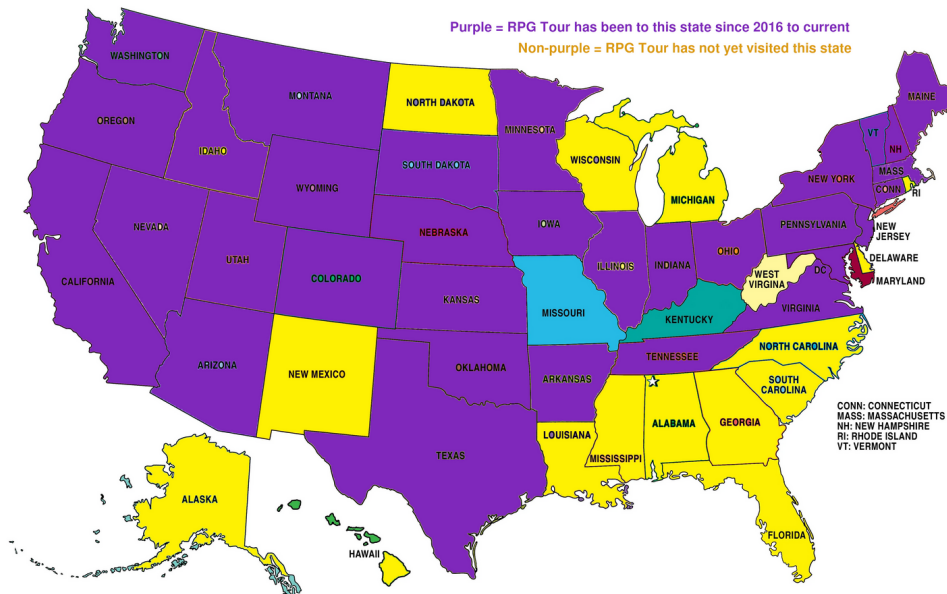 Purple = RPG Tour has been to this state since 2016 to current
Non-purple = RPG Tour has not yet visited this state
WASHINGTON
MONTANA
NORTH DAKOTA
MINNESOTA
MAINE
OREGON
IDAHO
SOUTH DAKOTA
WISCONSIN
VT
NH
WYOMING
MICHIGAN
NEW YORK
MASS
CONN
RI
NEVADA
NEBRASKA
IOWA
PENNSYLVANIA
NEW
JERSEY
UTAH
COLORADO
ILLINOIS
INDIANA
OHIO
DELAWARE
CALIFORNIA
KANSAS
MISSOURI
WEST
VIRGINA
DC
MARYLAND
KENTUCKY
VIRGINIA
ARIZONA
NEW MEXICO
OKLAHOMA
ARKANSAS
TENNESSEE
NORTH CAROLINA
SOUTH
CAROLINA
TEXAS
LOUISIANA
MISSISSIPPI
ALABAMA
GEORGIA
CONN: CONNECTICUT
MASS: MASSACHUSETTS
NH: NEW HAMPSHIRE
RI: RHODE ISLAND
VT: VERMONT
ALASKA
HAWAII
FLORIDA